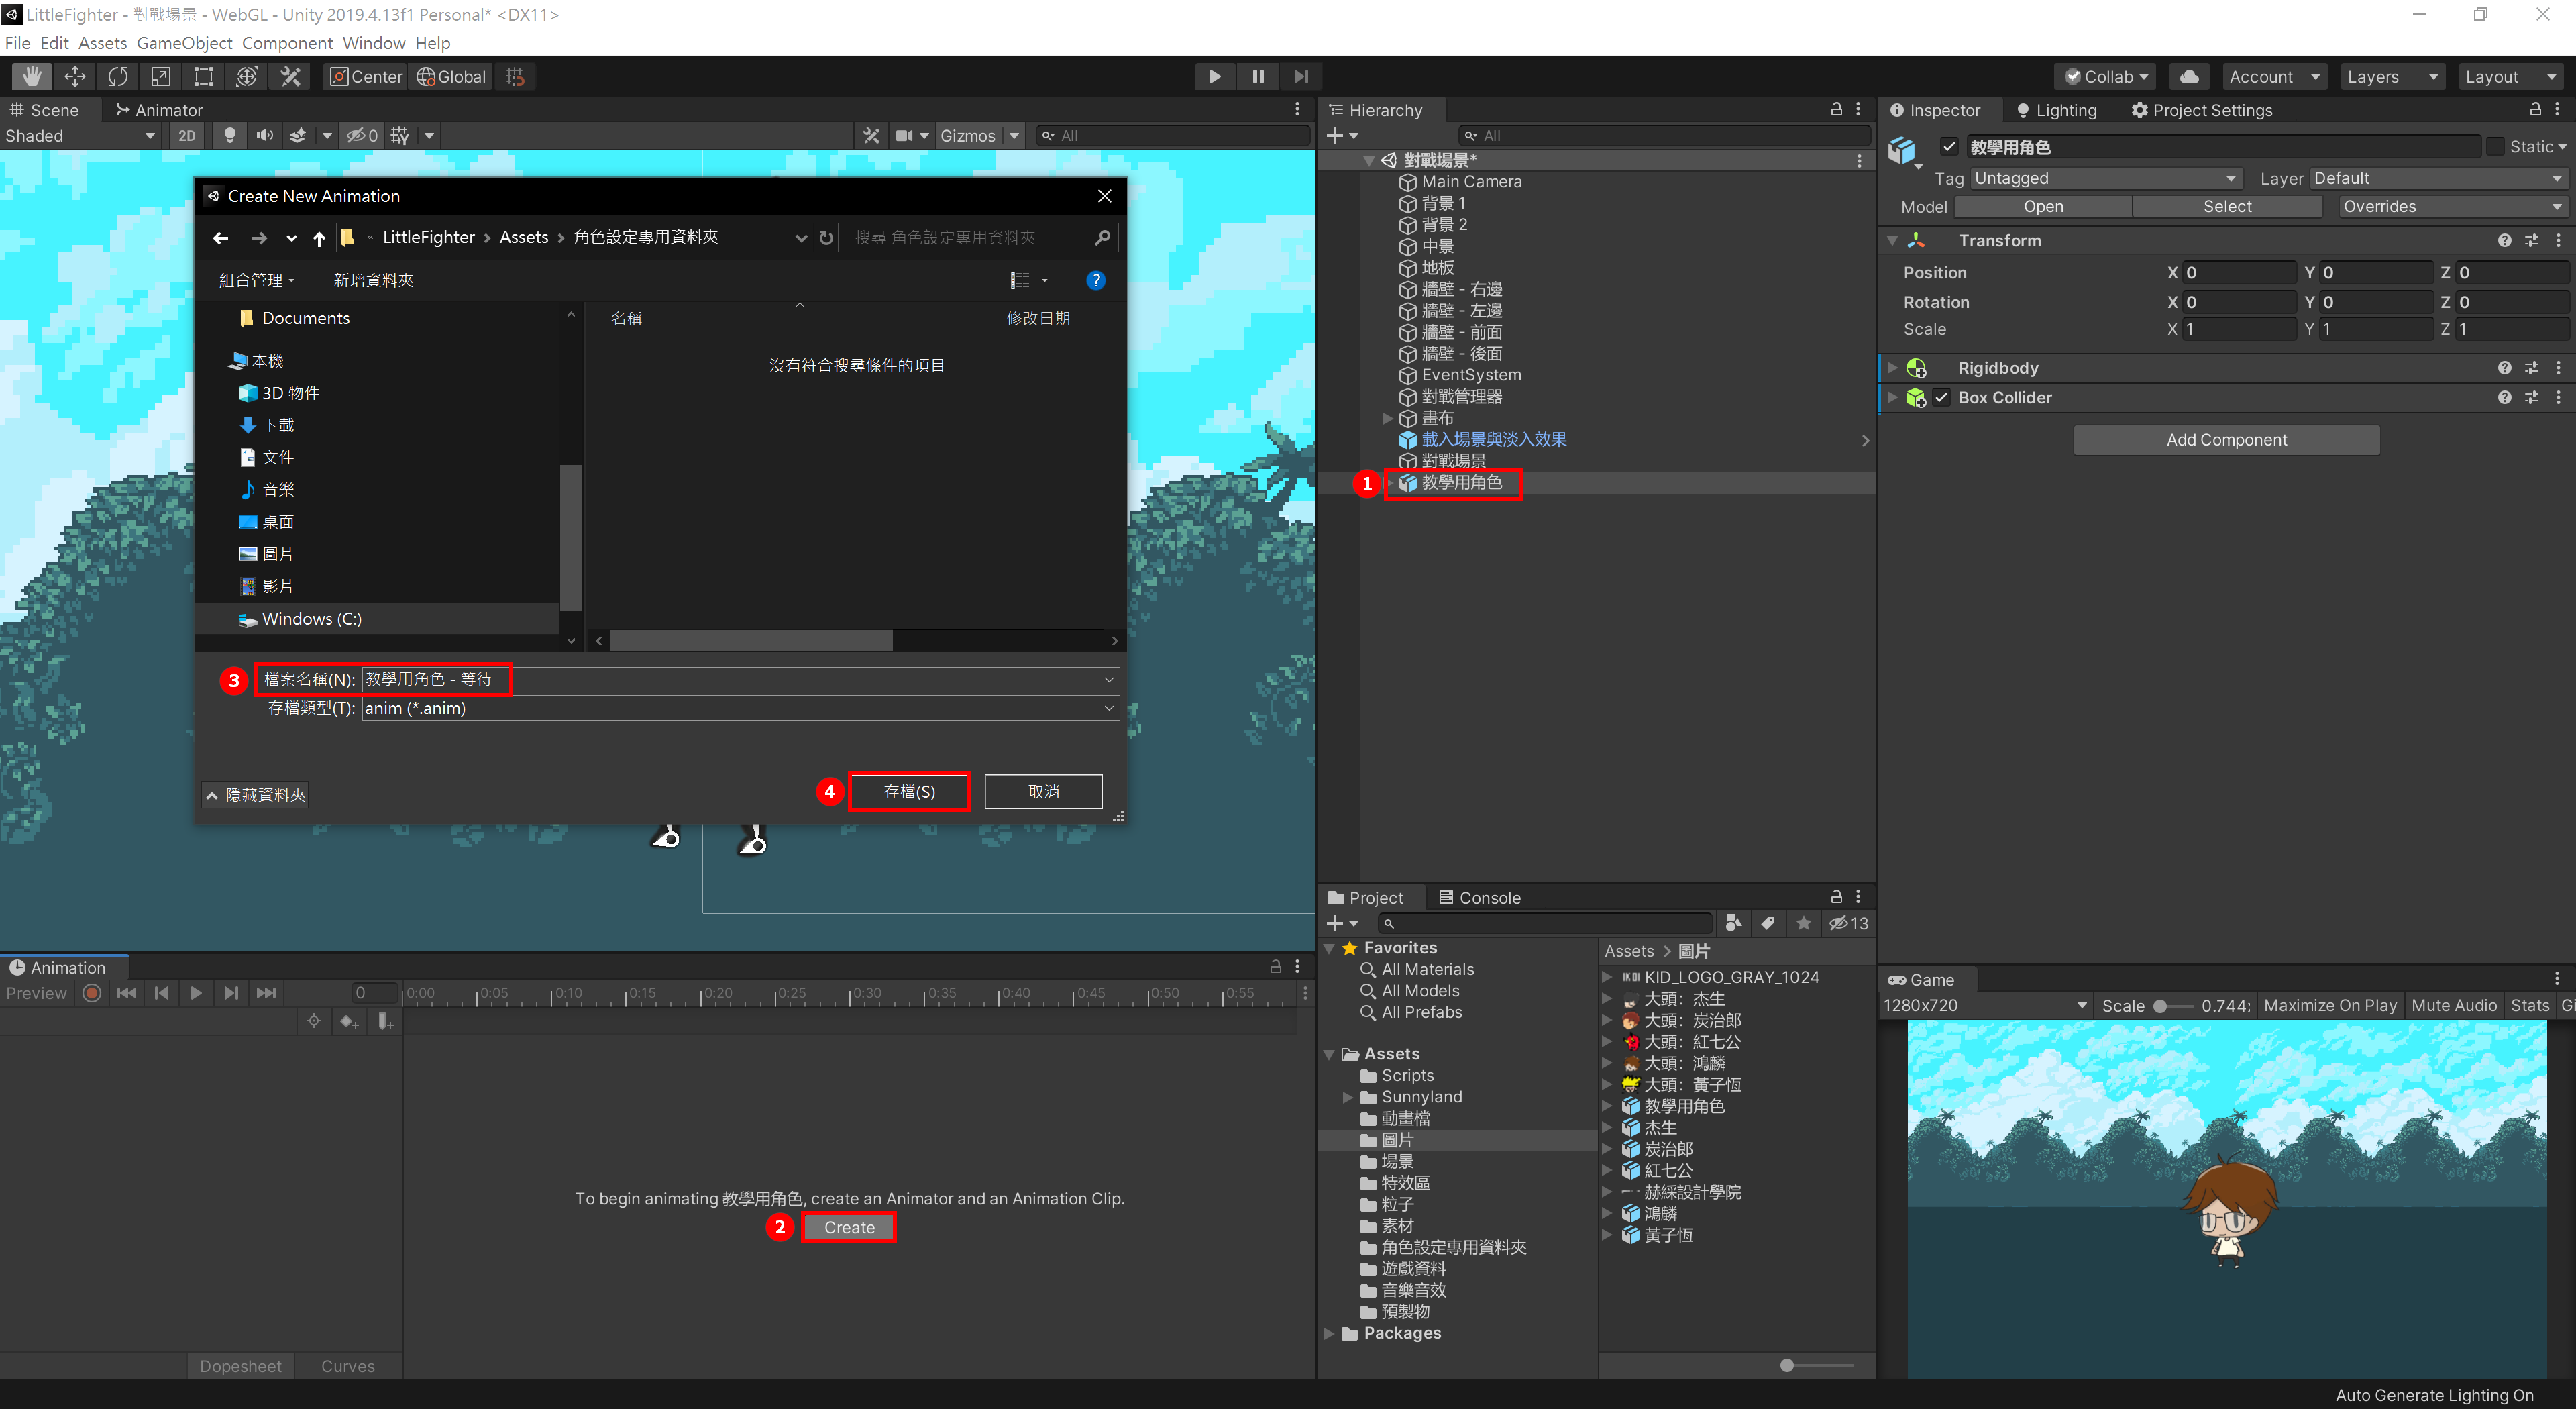 LittleFighter - 對戰場景 - WebGL - Unity 2019.4.13f1 Personal* <DX11>
File Edit Assets GameObject Component Window Help
Center Global
Collab Account Layers Layout
Scene Animator
Shaded 2D 0 Gizmos All
Create New Animation
« LittleFighter › Assets › 角色設定專用資料夾
搜尋 角色設定專用資料夾
組合管理 新增資料夾
Documents
本機
3D 物件
下載
文件
音樂
桌面
圖片
影片
Windows (C:)
名稱 修改日期
沒有符合搜尋條件的項目
3 檔案名稱(N): 教學用角色 - 等待
存檔類型(T): anim (*.anim)
隱藏資料夾
4 存檔(S) 取消
Hierarchy
All
對戰場景*
Main Camera
背景 1
背景 2
中景
地板
牆壁 - 右邊
牆壁 - 左邊
牆壁 - 前面
牆壁 - 後面
EventSystem
對戰管理器
畫布
載入場景與淡入效果
對戰場景
1 教學用角色
Inspector Lighting Project Settings
教學用角色 Static
Tag Untagged Layer Default
Model Open Select Overrides
Transform
Position X 0 Y 0 Z 0
Rotation X 0 Y 0 Z 0
Scale X 1 Y 1 Z 1
Rigidbody
Box Collider
Add Component
Animation
Preview 0 0:00 0:05 0:10 0:15 0:20 0:25 0:30 0:35 0:40 0:45 0:50 0:55
To begin animating 教學用角色, create an Animator and an Animation Clip.
2 Create
Dopesheet Curves
Project Console
13
Favorites
All Materials
All Models
All Prefabs
Assets
Scripts
Sunnyland
動畫檔
圖片
場景
特效區
粒子
素材
角色設定專用資料夾
遊戲資料
音樂音效
預製物
Packages
Assets > 圖片
KID_LOGO_GRAY_1024
大頭：杰生
大頭：炭治郎
大頭：紅七公
大頭：鴻麟
大頭：黃子恆
教學用角色
杰生
炭治郎
紅七公
赫綵設計學院
鴻麟
黃子恆
Game
1280x720 Scale 0.744: Maximize On Play Mute Audio Stats Gi
Auto Generate Lighting On